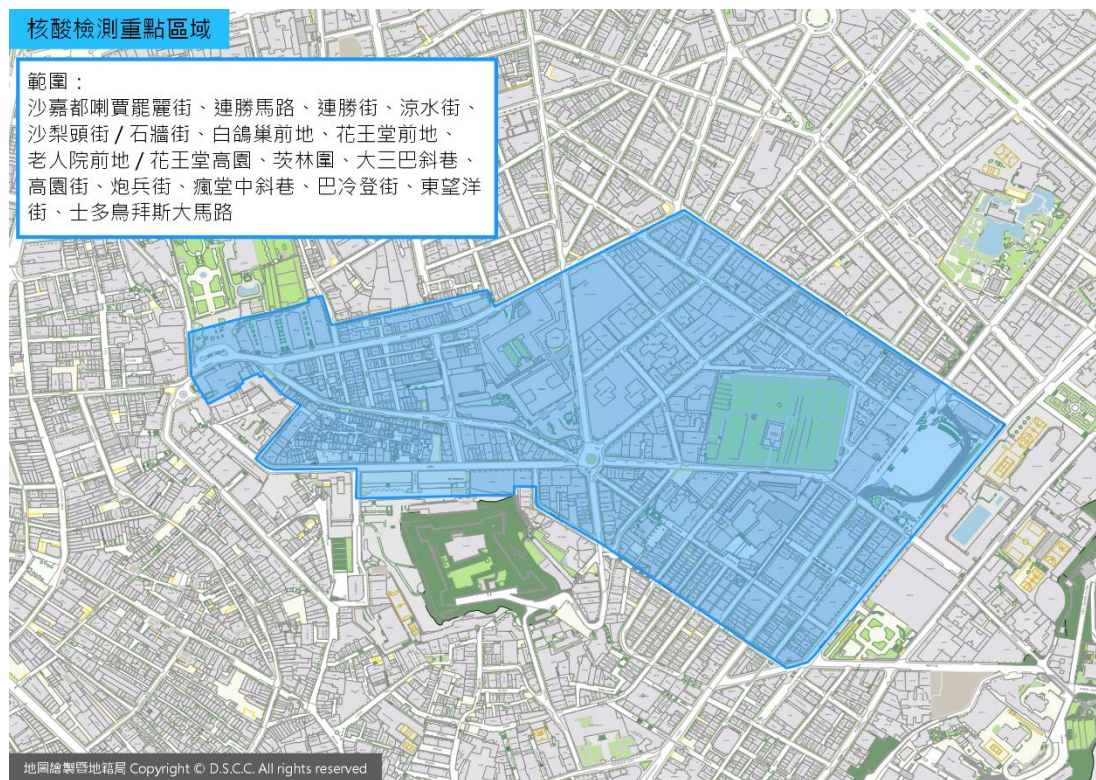 核酸檢測重點區域
範圍：
沙嘉都喇賈罷麗街、連勝馬路、連勝街、涼水街、
沙梨頭街 / 石牆街、白鴿巢前地、花王堂前地、
老人院前地 / 花王堂高園、茨林圍、大三巴斜巷、
高園街、炮兵街、瘋堂中斜巷、巴冷登街、東望洋
街、士多鳥拜斯大馬路
地圖繪製暨地籍局 Copyright © D.S.C.C. All rights reserved